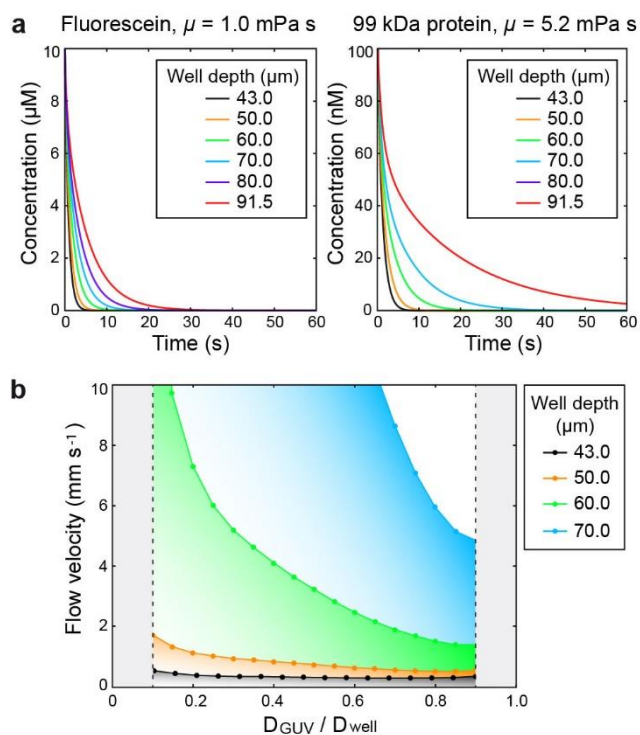 a
Fluorescein, μ = 1.0 mPa s
99 kDa protein, μ = 5.2 mPa s
Concentration (μM)
10
8
6
4
2
0
Well depth (μm)
43.0
50.0
60.0
70.0
80.0
91.5
0 10 20 30 40 50 60
Time (s)
Concentration (nM)
100
80
60
40
20
0
Well depth (μm)
43.0
50.0
60.0
70.0
91.5
0 10 20 30 40 50 60
Time (s)
b
Flow velocity (mm s-1)
10
8
6
4
2
0
0 0.2 0.4 0.6 0.8 1.0
DGUV / Dwell
Well depth
(μm)
43.0
50.0
60.0
70.0